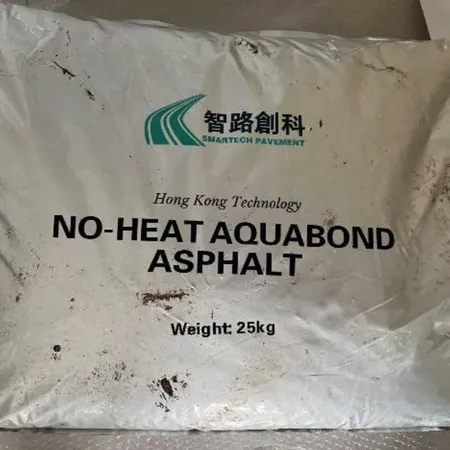 智路創科
SMARTECH PAVEMENT
Hong Kong Technology
NO-HEAT AQUABOND
ASPHALT
Weight: 25kg